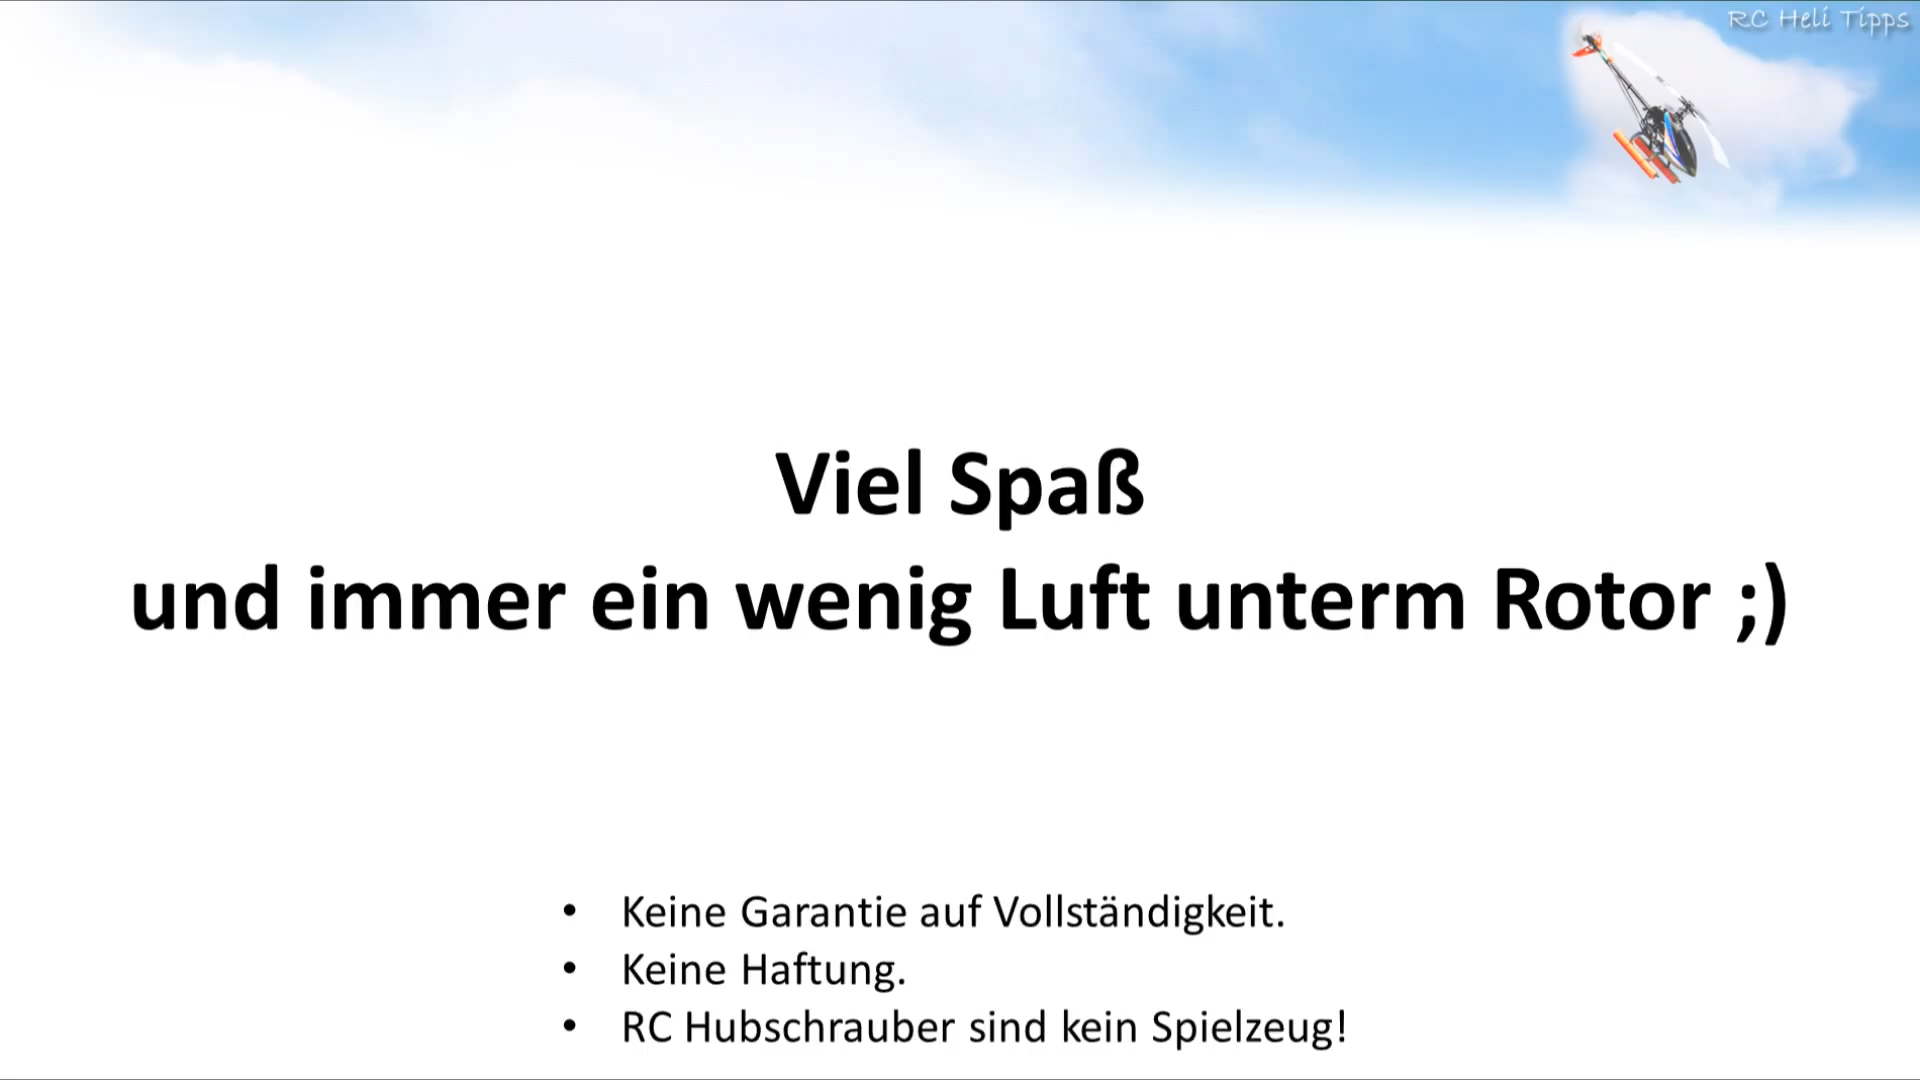 RC Heli Tipps
Viel Spaß
und immer ein wenig Luft unterm Rotor ;)
• Keine Garantie auf Vollständigkeit.
• Keine Haftung.
• RC Hubschrauber sind kein Spielzeug!